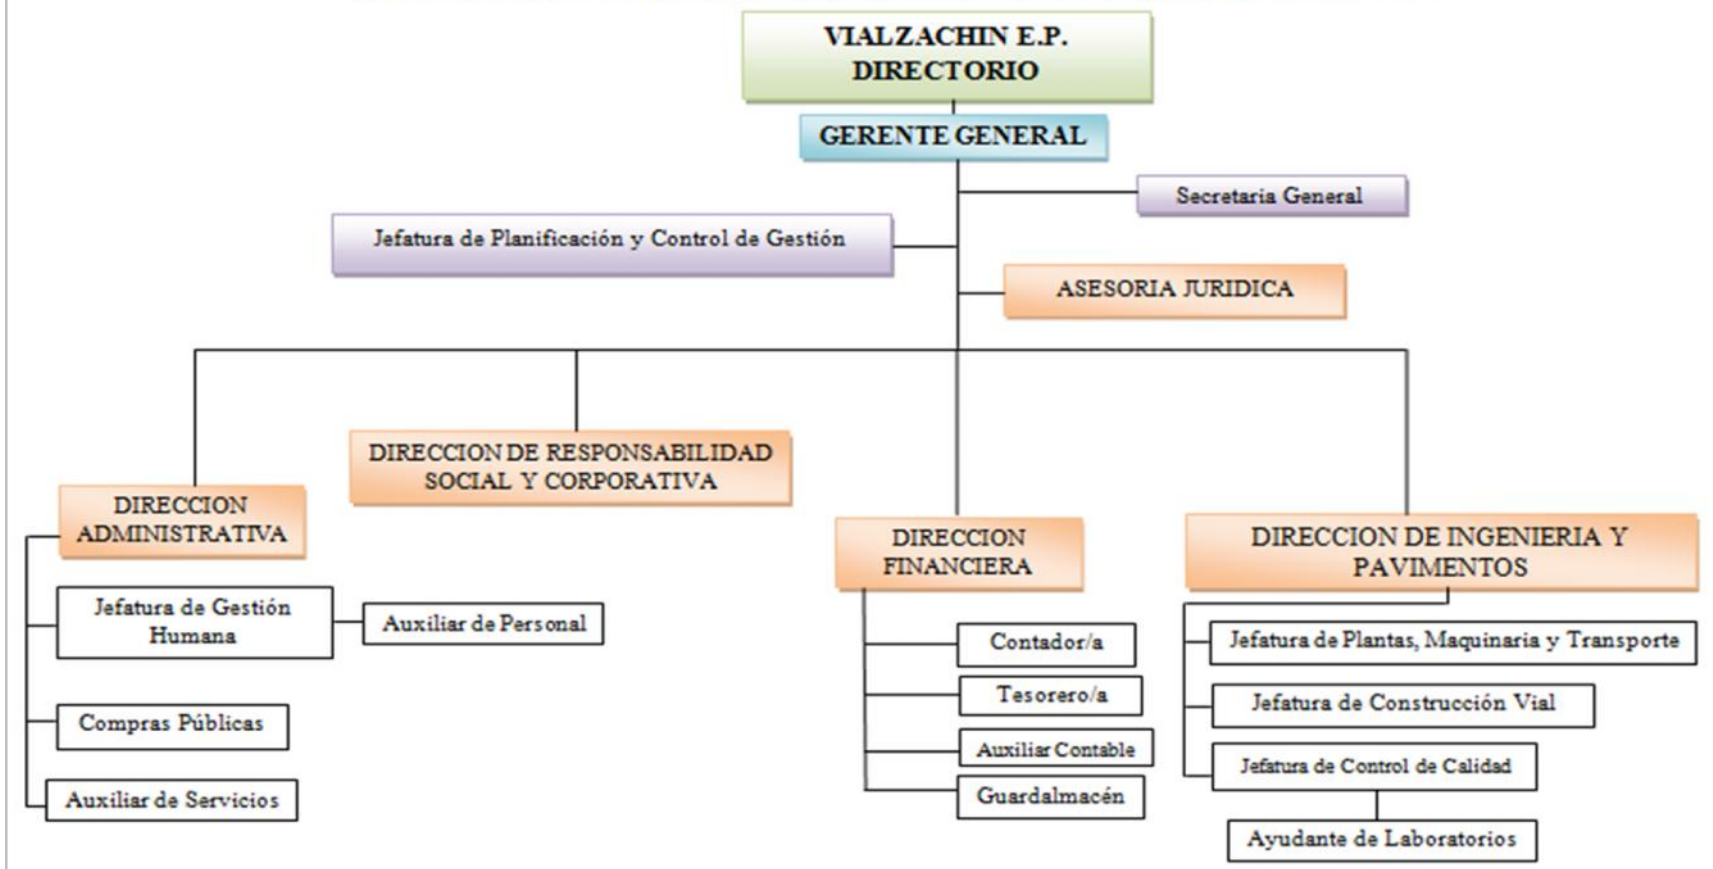 VIALZACHIN E.P.
DIRECTORIO
GERENTE GENERAL
Secretaria General
Jefatura de Planificación y Control de Gestión
ASESORIA JURIDICA
DIRECCION DE RESPONSABILIDAD
SOCIAL Y CORPORATIVA
DIRECCION
ADMINISTRATIVA
DIRECCION
FINANCIERA
DIRECCION DE INGENIERIA Y
PAVIMENTOS
Jefatura de Gestión
Humana
Auxiliar de Personal
Compras Públicas
Auxiliar de Servicios
Contador/a
Tesorero/a
Auxiliar Contable
Guardalmacén
Jefatura de Plantas, Maquinaria y Transporte
Jefatura de Construcción Vial
Jefatura de Control de Calidad
Ayudante de Laboratorios